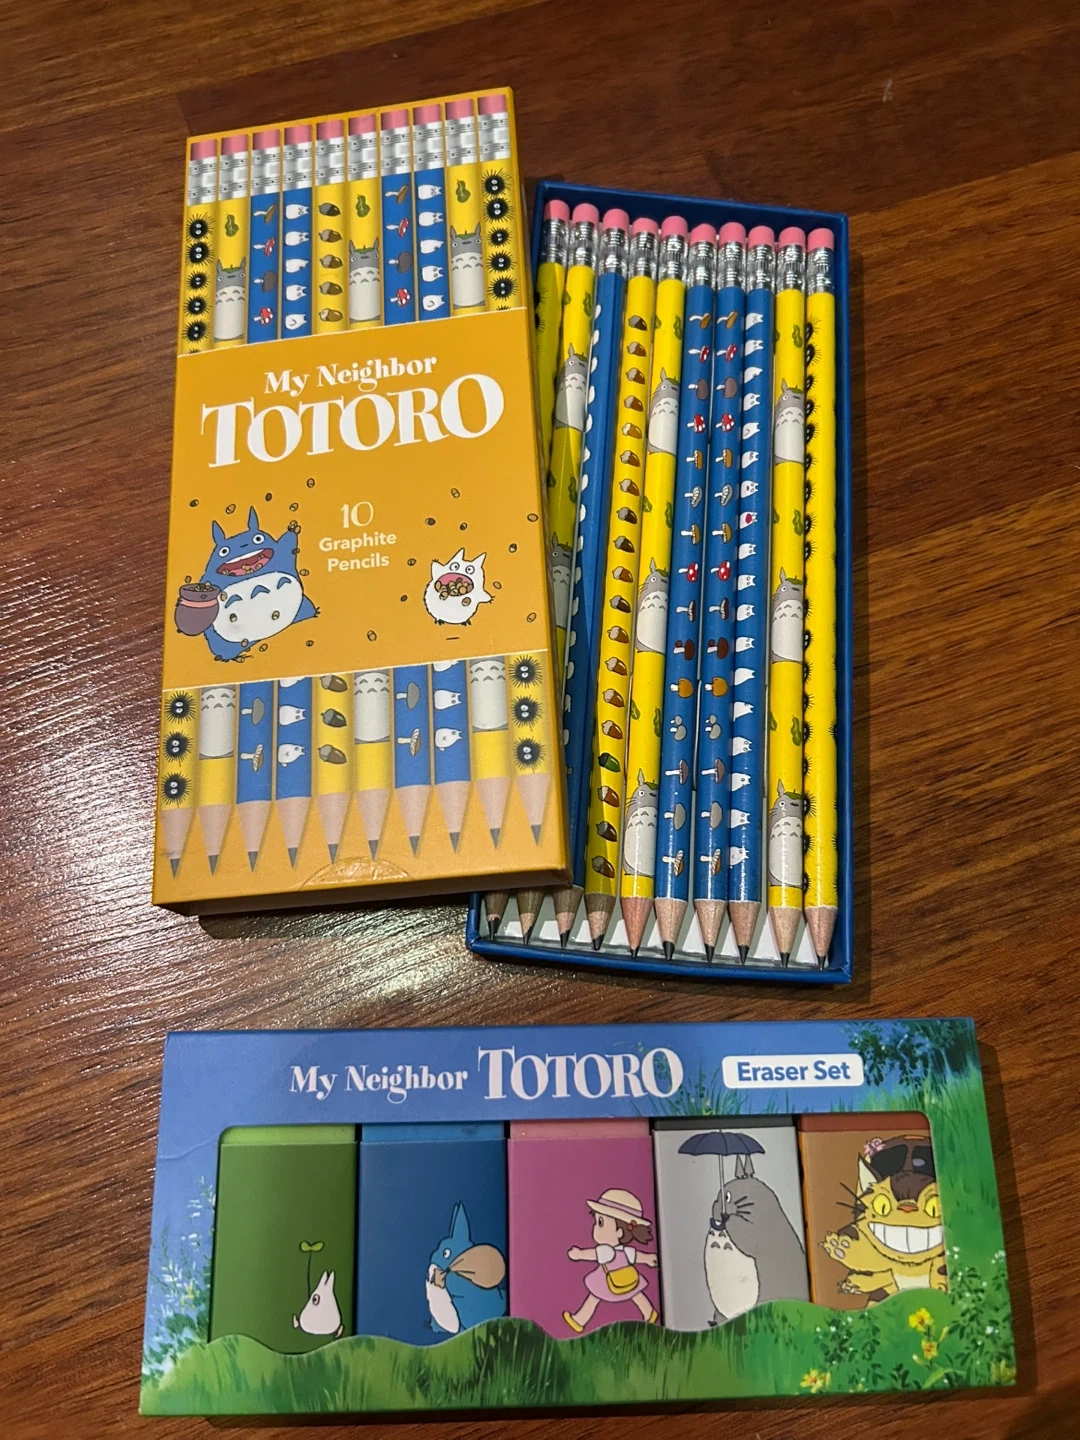 My Neighbor
TOTORO
10
Graphite
Pencils
My Neighbor TOTORO Eraser Set